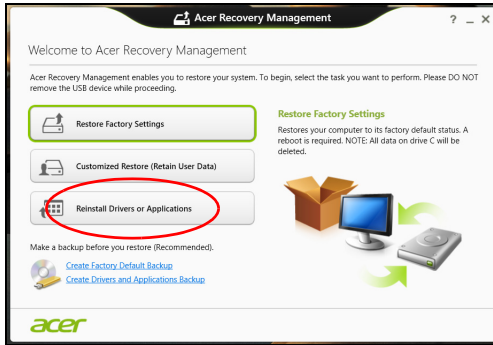 Acer Recovery Management
? _ X
Welcome to Acer Recovery Management
Acer Recovery Management enables you to restore your system. To begin, select the task you want to perform. Please DO NOT
remove the USB device while proceeding.
Restore Factory Settings
Customized Restore (Retain User Data)
Reinstall Drivers or Applications
Make a backup before you restore (Recommended).
Create Factory Default Backup
Create Drivers and Applications Backup
Restore Factory Settings
Restores your computer to its factory default status. A
reboot is required. NOTE: All data on drive C will be
deleted.
acer